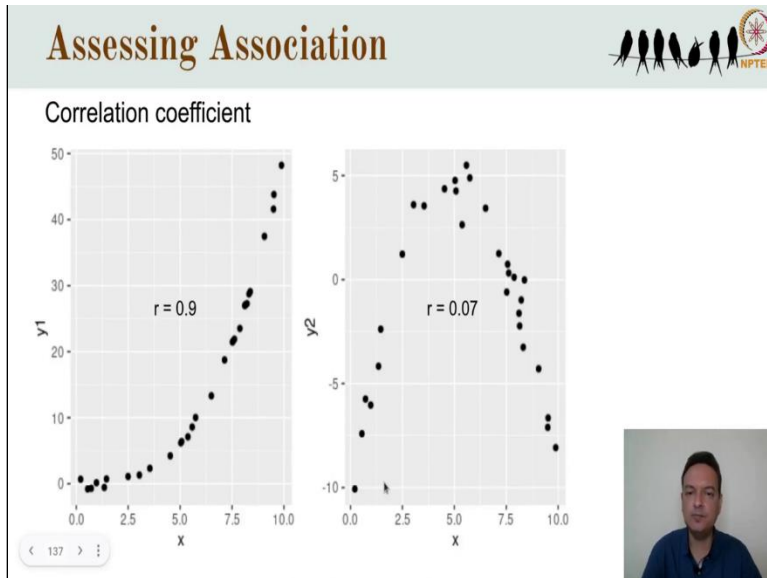 Assessing Association
NPTEL
Correlation coefficient
50
40
30
20
10
0
y1
r = 0.9
0.0 2.5 5.0 7.5 10.0
x
5
0
-5
-10
y2
r = 0.07
0.0 2.5 5.0 7.5 10.0
x
137